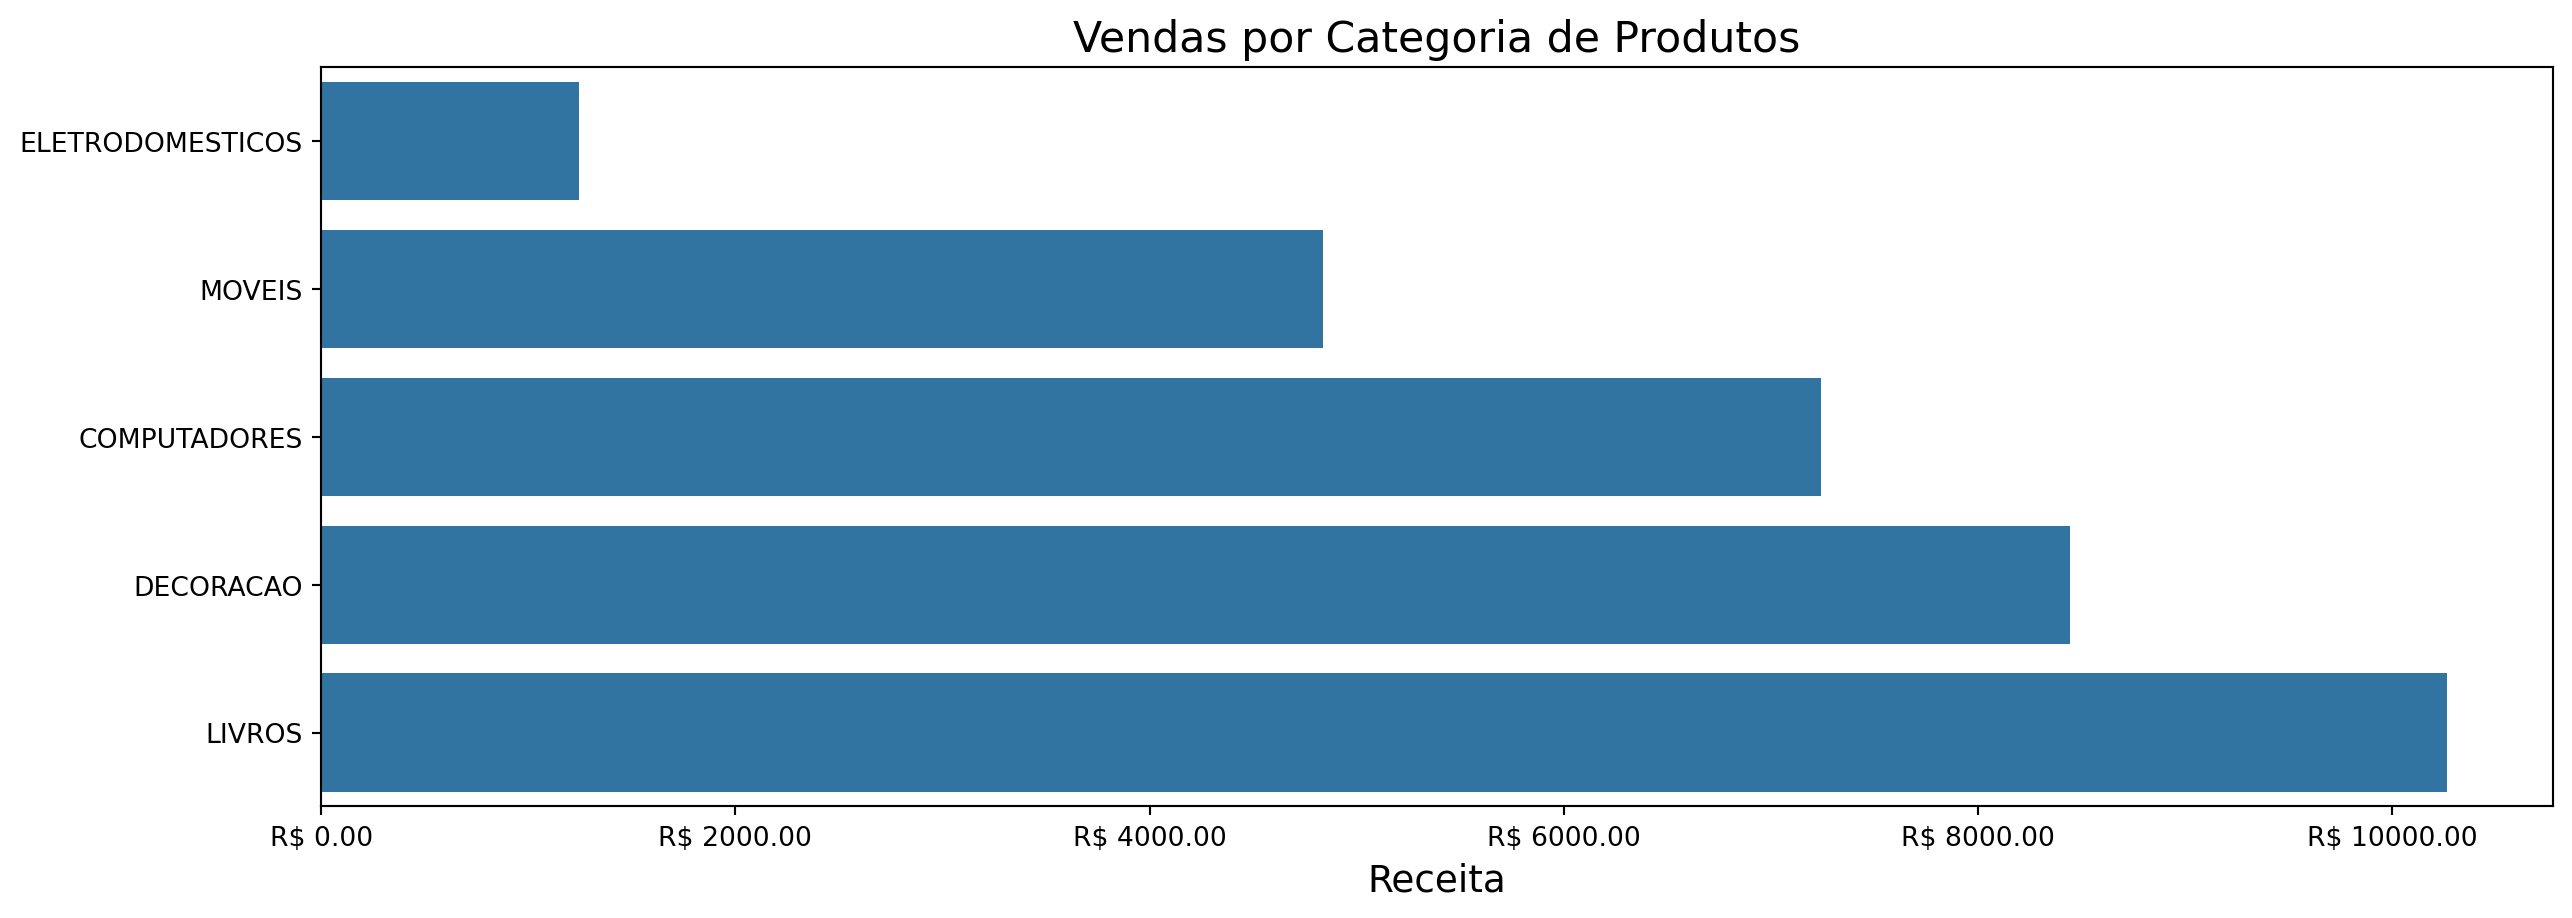 Vendas por Categoria de Produtos
ELETRODOMESTICOS
MOVEIS
COMPUTADORES
DECORACAO
LIVROS
R$ 0.00 R$ 2000.00 R$ 4000.00 R$ 6000.00 R$ 8000.00 R$ 10000.00
Receita